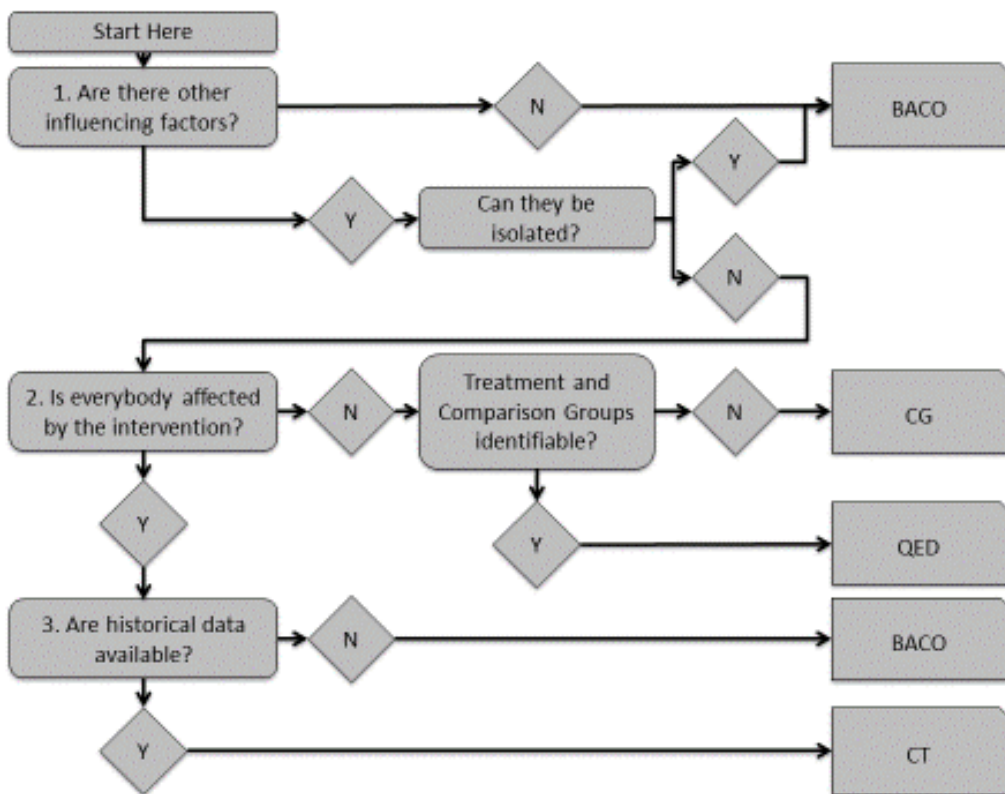 Start Here
1. Are there other
influencing factors?
N
BACO
Y
Y
Can they be
isolated?
N
2. Is everybody affected
by the intervention?
N
Treatment and
Comparison Groups
identifiable?
N
CG
Y
Y
QED
3. Are historical data
available?
N
BACO
Y
CT